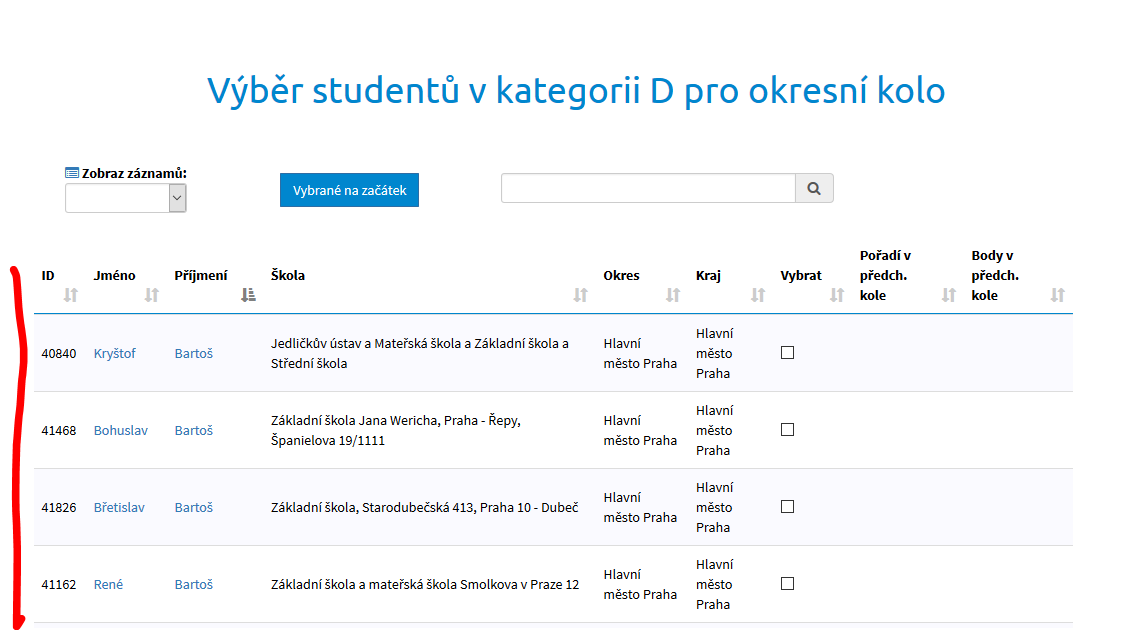 Výběr studentů v kategorii D pro okresní kolo
Zobraz záznamů:
Vybrané na začátek
ID Jméno Příjmení Škola Okres Kraj Vybrat Pořadí v předch. kole Body v předch. kole
40840 Kryštof Bartoš Jedličkův ústav a Mateřská škola a Základní škola a Střední škola Hlavní město Praha Hlavní město Praha
41468 Bohuslav Bartoš Základní škola Jana Wericha, Praha - Řepy, Španielova 19/1111 Hlavní město Praha Hlavní město Praha
41826 Břetislav Bartoš Základní škola, Starodubečská 413, Praha 10 - Dubeč Hlavní město Praha Hlavní město Praha
41162 René Bartoš Základní škola a mateřská škola Smolkova v Praze 12 Hlavní město Praha Hlavní město Praha